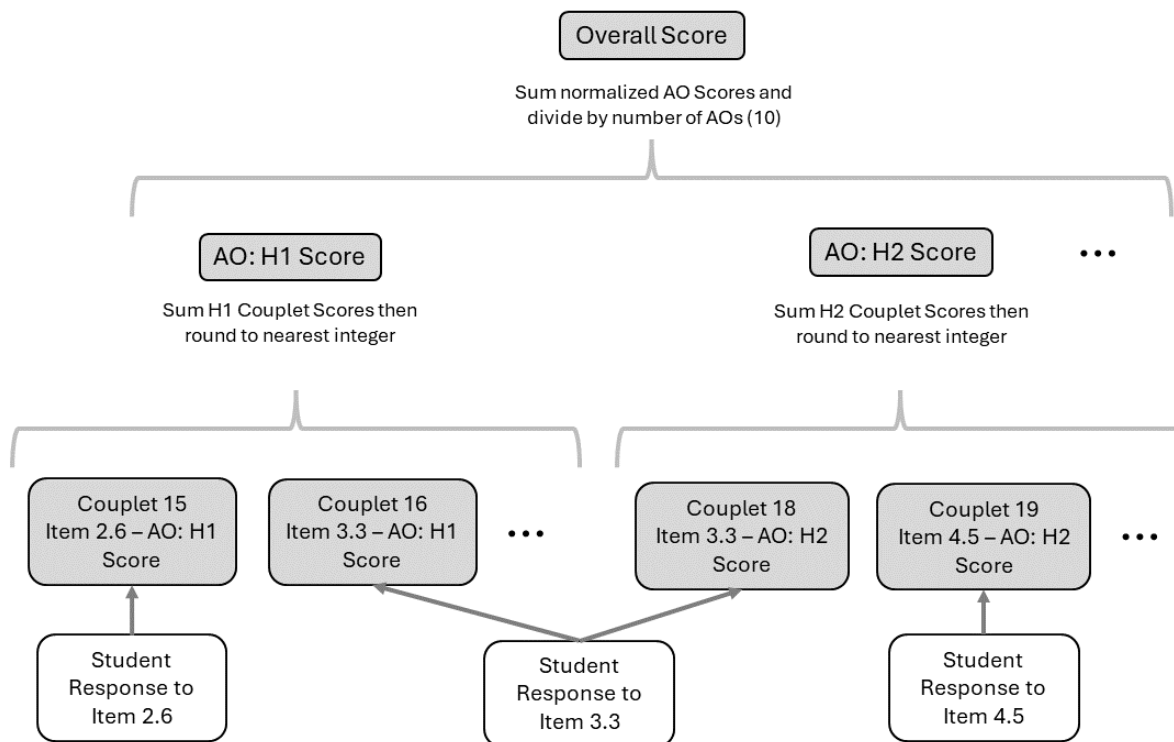 Overall Score
Sum normalized AO Scores and
divide by number of AOs (10)
AO: H1 Score
AO: H2 Score
•••
Sum H1 Couplet Scores then
round to nearest integer
Sum H2 Couplet Scores then
round to nearest integer
Couplet 15
Item 2.6 – AO: H1
Score
Couplet 16
Item 3.3 – AO: H1
Score
•••
Couplet 18
Item 3.3 – AO: H2
Score
Couplet 19
Item 4.5 – AO: H2
Score
•••
Student
Response to
Item 2.6
Student
Response to
Item 3.3
Student
Response to
Item 4.5